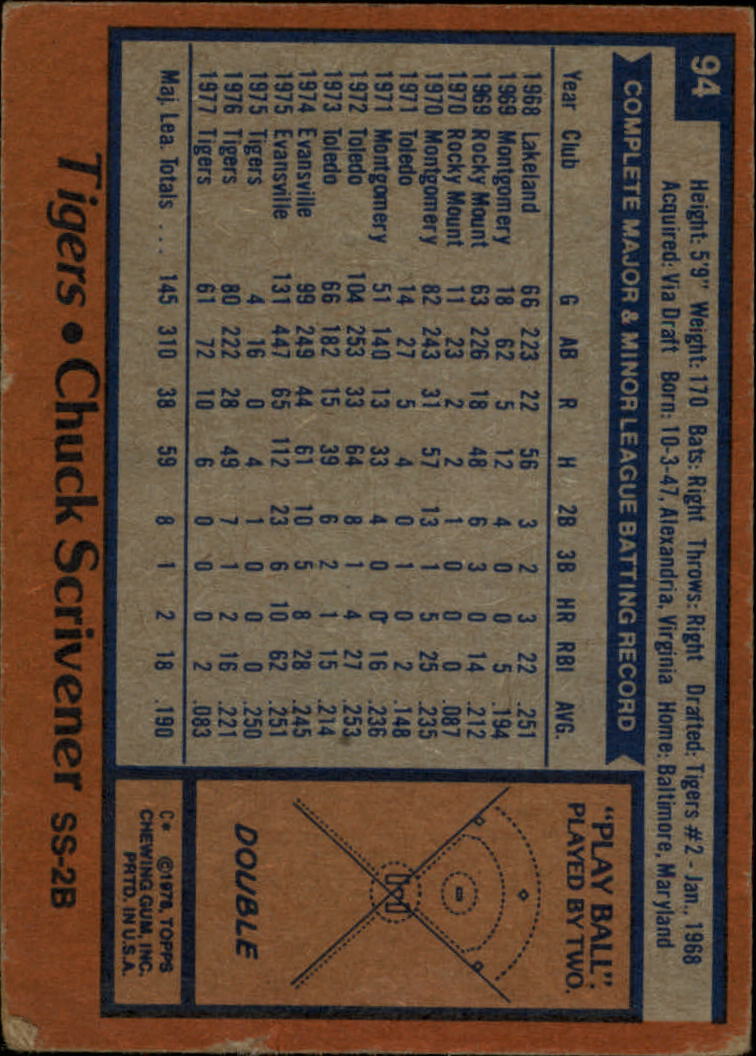 94
Height: 5'9" Weight: 170 Bats: Right Throws: Right Drafted: Tigers #2 - Jan., 1968
Acquired: Via Draft Born: 10-3-47, Alexandria, Virginia Home: Baltimore, Maryland
COMPLETE MAJOR & MINOR LEAGUE BATTING RECORD
Year Club G AB R H 2B 3B HR RBI AVG.
1968 Lakeland 66 223 22 56 3 2 3 22 .251
1969 Montgomery 18 62 5 12 4 0 0 5 .194
1969 Rocky Mount 63 226 18 48 6 3 0 14 .212
1970 Rocky Mount 11 23 2 2 1 0 0 0 .087
1970 Montgomery 82 243 31 57 13 1 5 25 .235
1971 Toledo 14 27 5 4 0 1 0 2 .148
1971 Montgomery 51 140 13 33 4 0 0 16 .236
1972 Toledo 104 253 33 64 8 1 4 27 .253
1973 Toledo 66 182 15 39 6 2 1 15 .214
1974 Evansville 99 249 44 61 10 5 8 28 .245
1975 Evansville 131 447 65 112 23 6 10 62 .251
1975 Tigers 4 16 0 4 1 0 0 0 .250
1976 Tigers 80 222 28 49 7 1 2 16 .221
1977 Tigers 61 72 10 6 0 0 0 2 .083
Maj. Lea. Totals ... 145 310 38 59 8 1 2 18 .190
"PLAY BALL":
PLAYED BY TWO.
DOUBLE
C* ©1978, TOPPS
CHEWING GUM, INC.
PRTD. IN U.S.A.
Tigers • Chuck Scrivener SS-2B